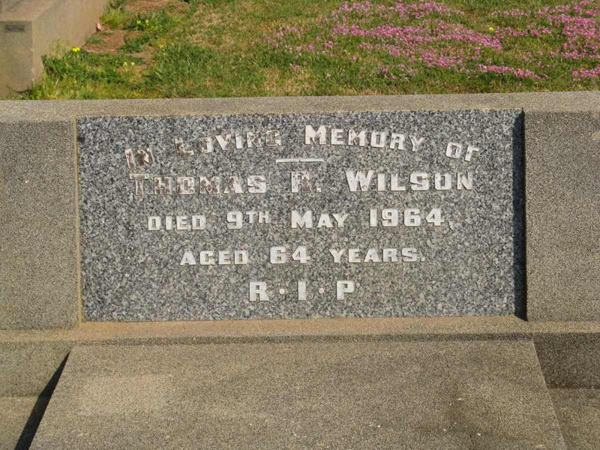 IN LOVING MEMORY OF
THOMAS R. WILSON
DIED 9TH MAY 1964.
AGED 64 YEARS.
R·I·P